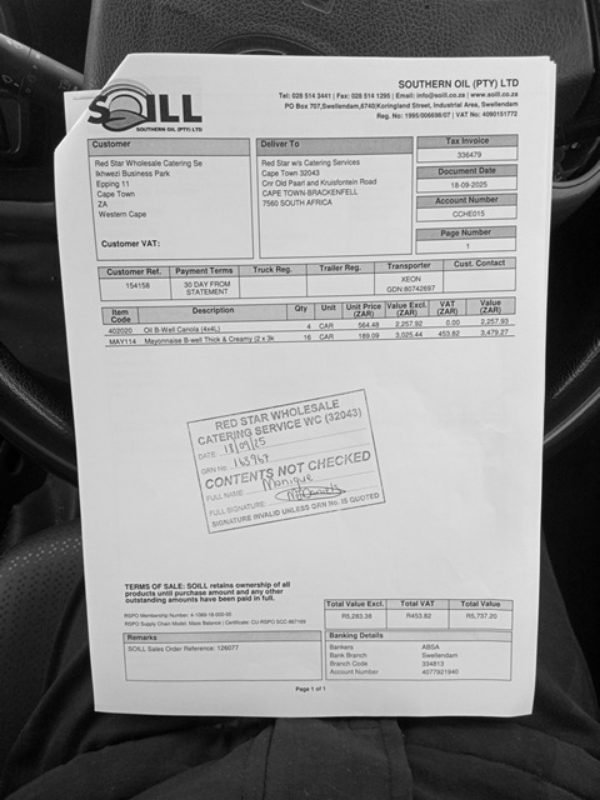 SOILL
SOUTHERN OIL (PTY) LTD
SOUTHERN OIL (PTY) LTD
Tel: 028 514 3441 | Fax: 028 514 1295 | Email: info@soill.co.za | www.soill.co.za
PO Box 707,Swellendam,6740|Koringland Street, Industrial Area, Swellendam
Reg. No: 1995/006698/07 | VAT No: 4090151772
Customer
Red Star Wholesale Catering Se
Ikhwezi Business Park
Epping 11
Cape Town
ZA
Western Cape
Customer VAT:
Deliver To
Red Star w/s Catering Services
Cape Town 32043
Cnr Old Paarl and Kruisfontein Road
CAPE TOWN-BRACKENFELL
7560 SOUTH AFRICA
Tax Invoice
336479
Document Date
18-09-2025
Account Number
CCHE015
Page Number
1
Customer Ref. Payment Terms Truck Reg. Trailer Reg. Transporter Cust. Contact
154158 30 DAY FROM STATEMENT XEON GDN:80742697
Item Code Description Qty Unit Unit Price (ZAR) Value Excl. (ZAR) VAT (ZAR) Value (ZAR)
402020 Oil B-Well Canola (4x4L) 4 CAR 564.48 2,257.92 0.00 2,257.93
MAY114 Mayonnaise B-well Thick & Creamy (2 x 3k 16 CAR 189.09 3,025.44 453.82 3,479.27
RED STAR WHOLESALE
CATERING SERVICE WC (32043)
DATE 18/09/25
GRN No 163967
CONTENTS NOT CHECKED
FULL NAME Monique
FULL SIGNATURE McDaniels
SIGNATURE INVALID UNLESS GRN No. IS QUOTED
TERMS OF SALE: SOILL retains ownership of all
products until purchase amount and any other
outstanding amounts have been paid in full.
RSPO Membership Number: 4-1089-18-000-00
RSPO Supply Chain Model: Mass Balance | Certificate: CU-RSPO SCC-867169
Total Value Excl. Total VAT Total Value
R5,283.38 R453.82 R5,737.20
Remarks
SOILL Sales Order Reference: 126077
Banking Details
Bankers ABSA
Bank Branch Swellendam
Branch Code 334813
Account Number 4077921940
Page 1 of 1